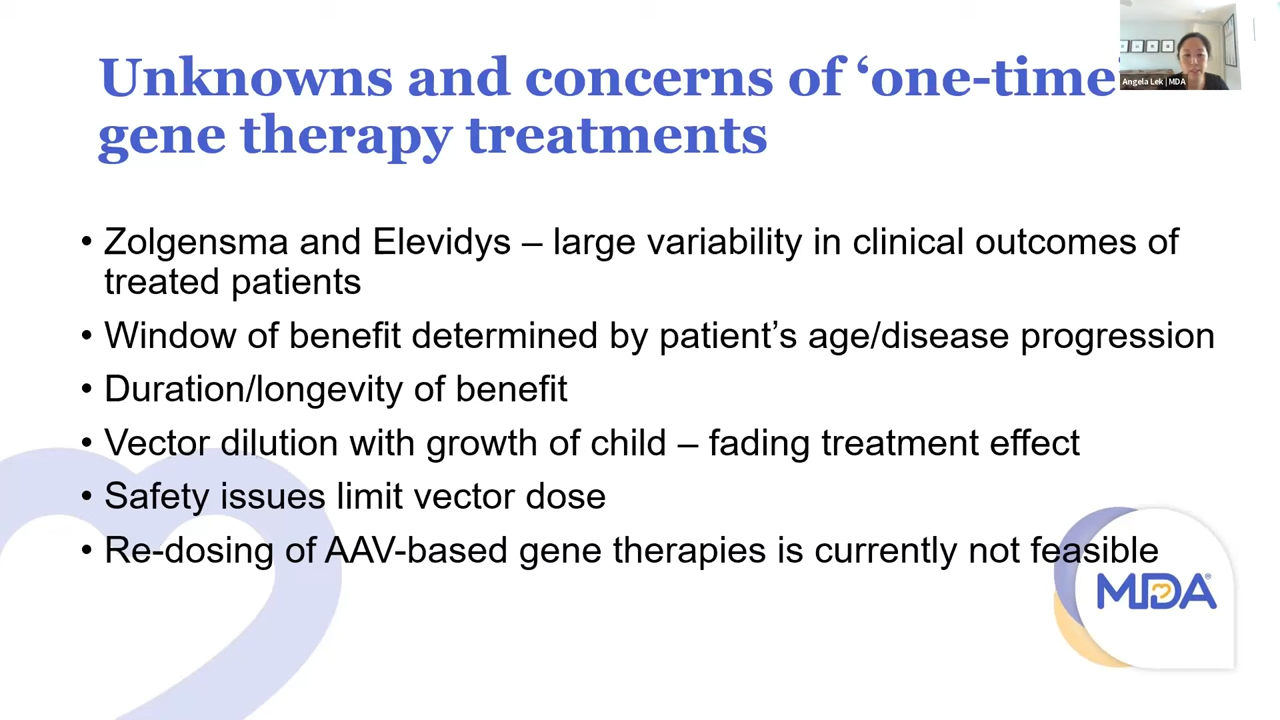 Unknowns and concerns of ‘one-time
gene therapy treatments
Angela Lek | MDA
• Zolgensma and Elevidys – large variability in clinical outcomes of
treated patients
• Window of benefit determined by patient’s age/disease progression
• Duration/longevity of benefit
• Vector dilution with growth of child – fading treatment effect
• Safety issues limit vector dose
• Re-dosing of AAV-based gene therapies is currently not feasible
MDA®